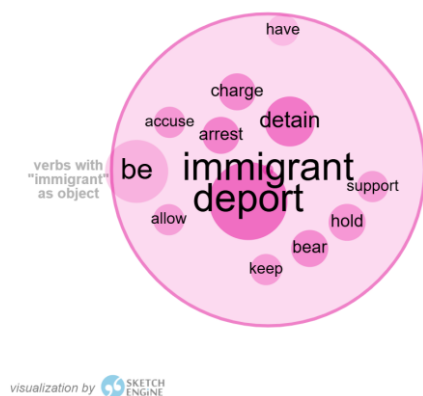 have
charge
detain
accuse
arrest
verbs with
"immigrant"
as object
be
immigrant
deport
support
allow
hold
bear
keep
visualization by SKETCH
ENGINE